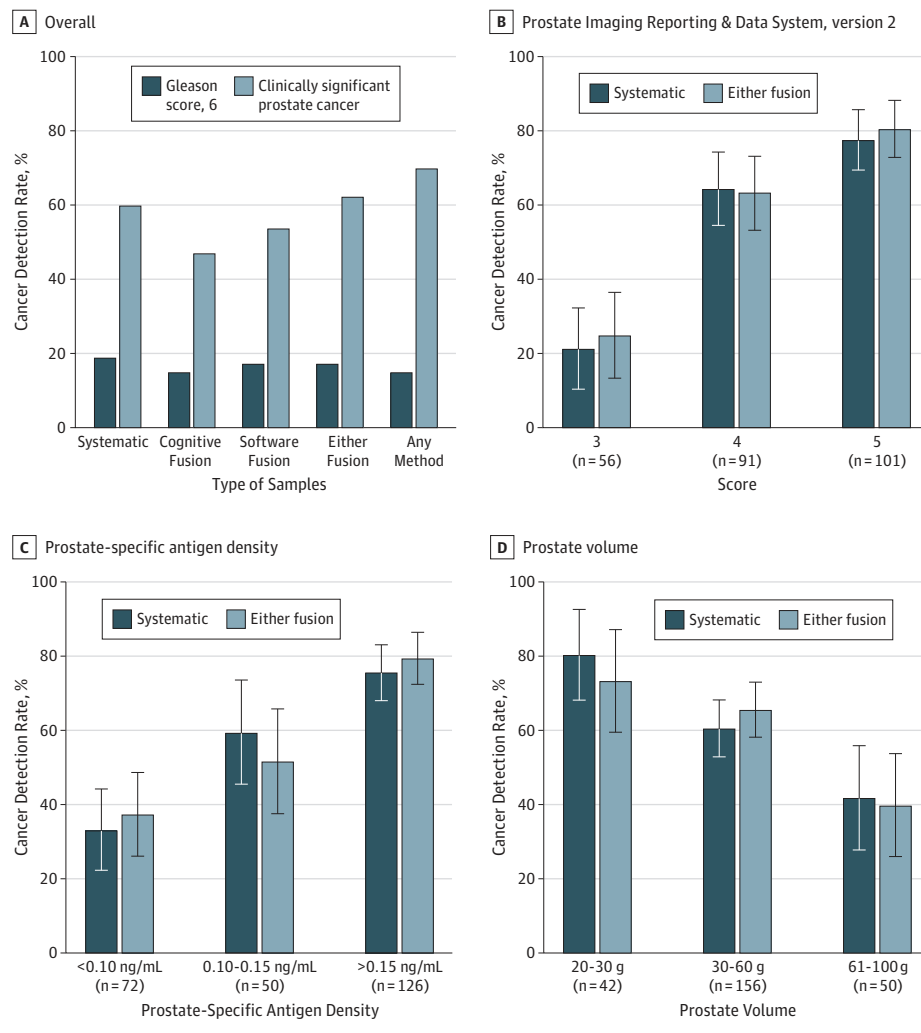 A Overall
Cancer Detection Rate, %
100
80
60
40
20
0
Gleason score, 6
Clinically significant prostate cancer
Systematic
Cognitive Fusion
Software Fusion
Either Fusion
Any Method
Type of Samples
B Prostate Imaging Reporting & Data System, version 2
Cancer Detection Rate, %
100
80
60
40
20
0
Systematic
Either fusion
3 (n=56)
4 (n=91)
5 (n=101)
Score
C Prostate-specific antigen density
Cancer Detection Rate, %
100
80
60
40
20
0
Systematic
Either fusion
<0.10 ng/mL (n=72)
0.10-0.15 ng/mL (n=50)
>0.15 ng/mL (n=126)
Prostate-Specific Antigen Density
D Prostate volume
Cancer Detection Rate, %
100
80
60
40
20
0
Systematic
Either fusion
20-30 g (n=42)
30-60 g (n=156)
61-100 g (n=50)
Prostate Volume